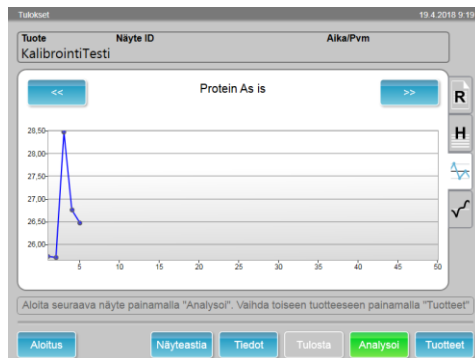 Tulokset 19.4.2018 9:19
Tuote Näyte ID Aika/Pvm
KalibrointiTesti
<< Protein As is >>
R
H
28,50
28,00
27,50
27,00
26,50
26,00
5 10 15 20 25 30 35 40 45 50
Aloita seuraava näyte painamalla "Analysoi". Vaihda toiseen tuotteeseen painamalla "Tuotteet"
Aloitus Näyteastia Tiedot Tulosta Analysoi Tuotteet